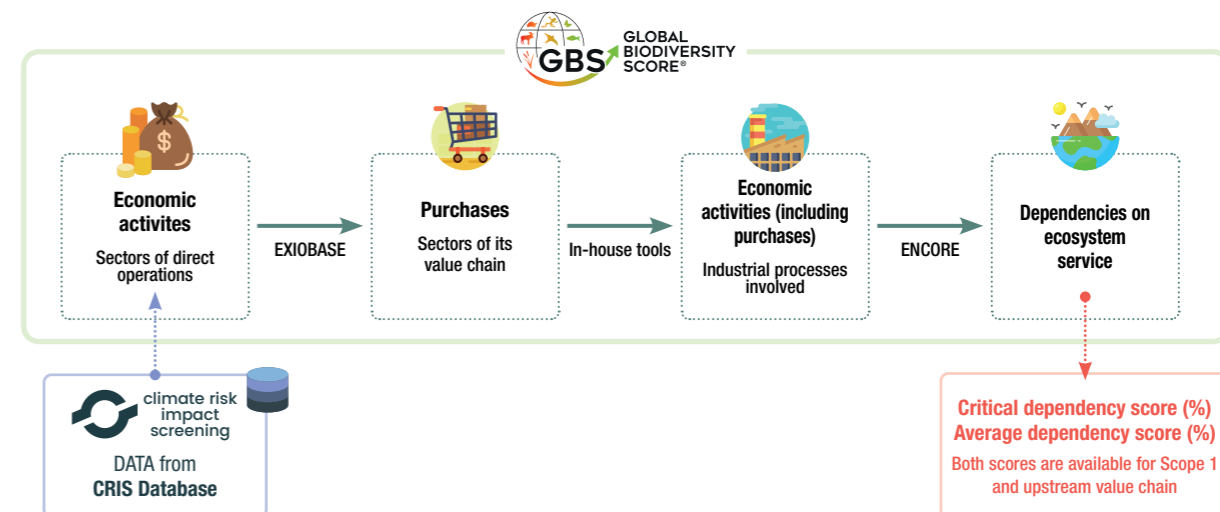 GBS
GLOBAL
BIODIVERSITY
SCORE®
$
Economic
activites
Sectors of direct
operations
EXIOBASE
Purchases
Sectors of its
value chain
In-house tools
Economic
activities (including
purchases)
Industrial processes
involved
ENCORE
Dependencies on
ecosystem
service
climate risk
impact
screening
DATA from
CRIS Database
Critical dependency score (%)
Average dependency score (%)
Both scores are available for Scope 1
and upstream value chain